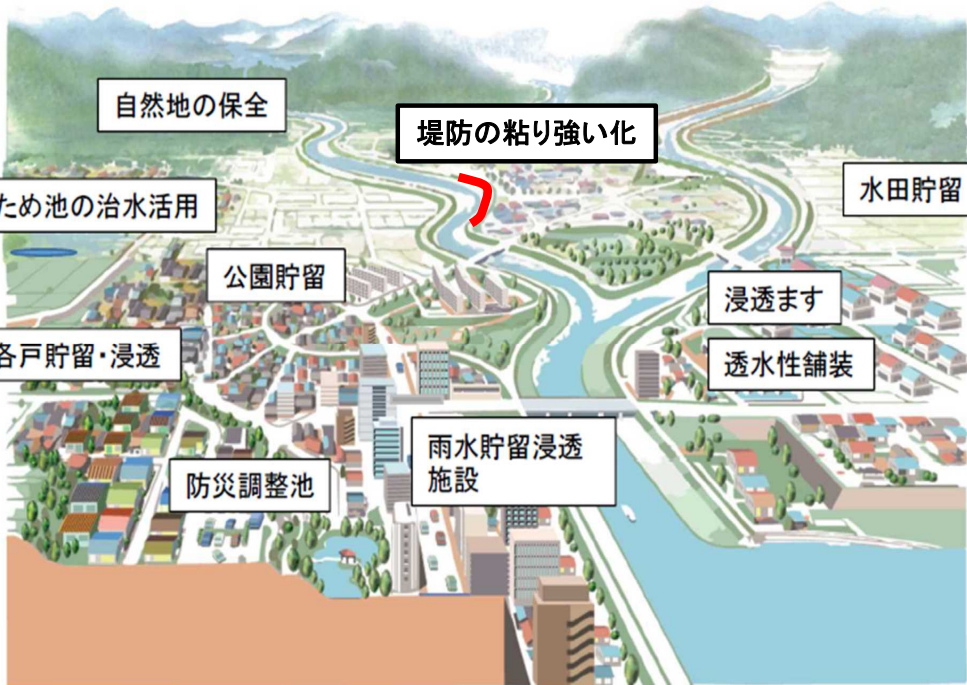 自然地の保全
堤防の粘り強い化
ため池の治水活用
水田貯留
公園貯留
浸透ます
各戸貯留・浸透
透水性舗装
雨水貯留浸透
施設
防災調整池